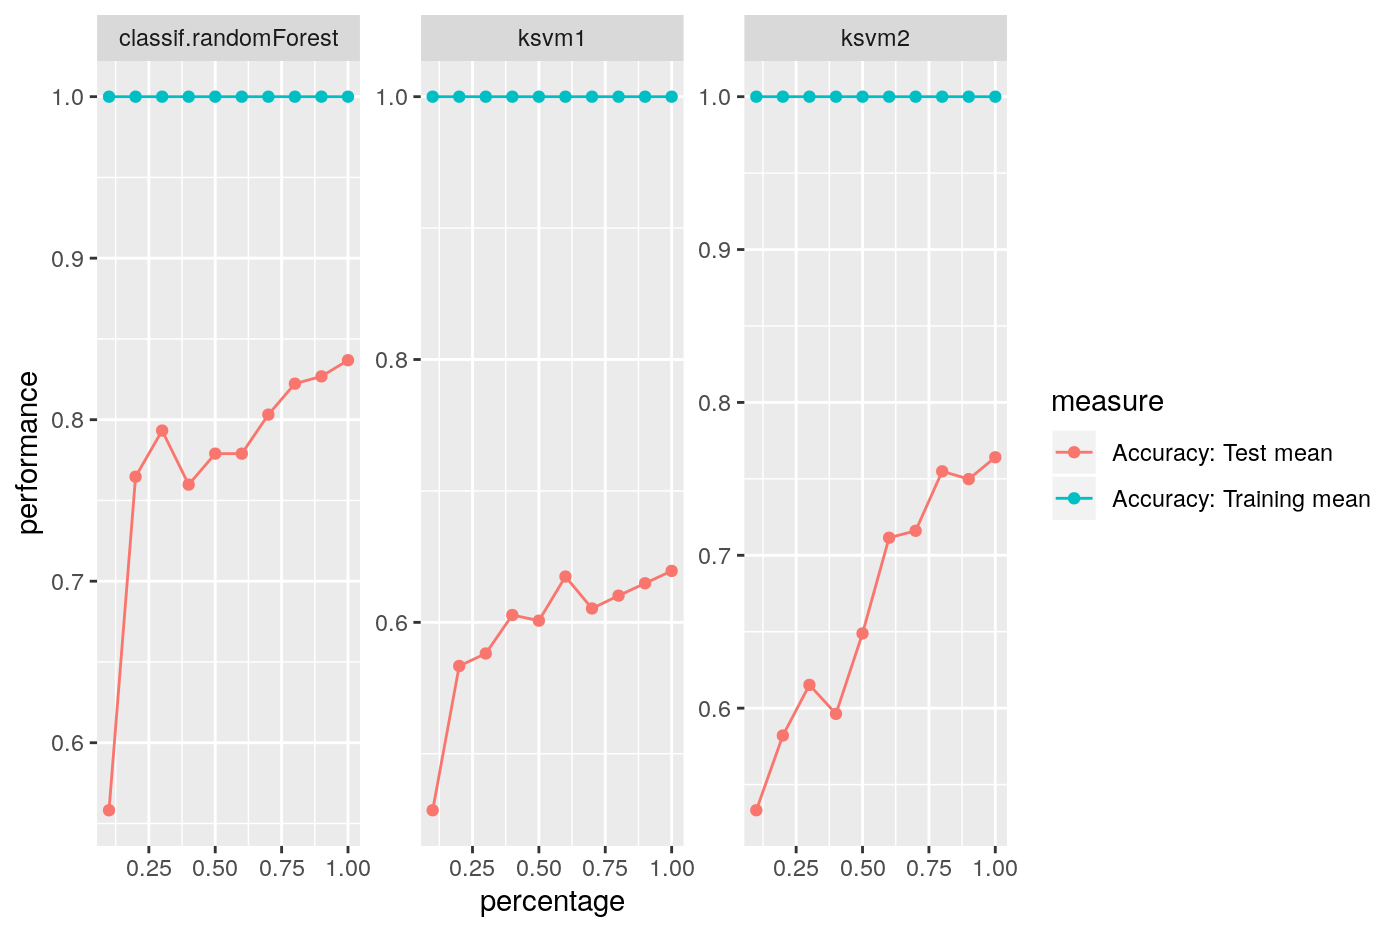 classif.randomForest
ksvm1
ksvm2
performance
1.0
0.9
0.8
0.7
0.6
1.0
0.8
0.6
1.0
0.9
0.8
0.7
0.6
0.25 0.50 0.75 1.00
0.25 0.50 0.75 1.00
0.25 0.50 0.75 1.00
percentage
measure
Accuracy: Test mean
Accuracy: Training mean